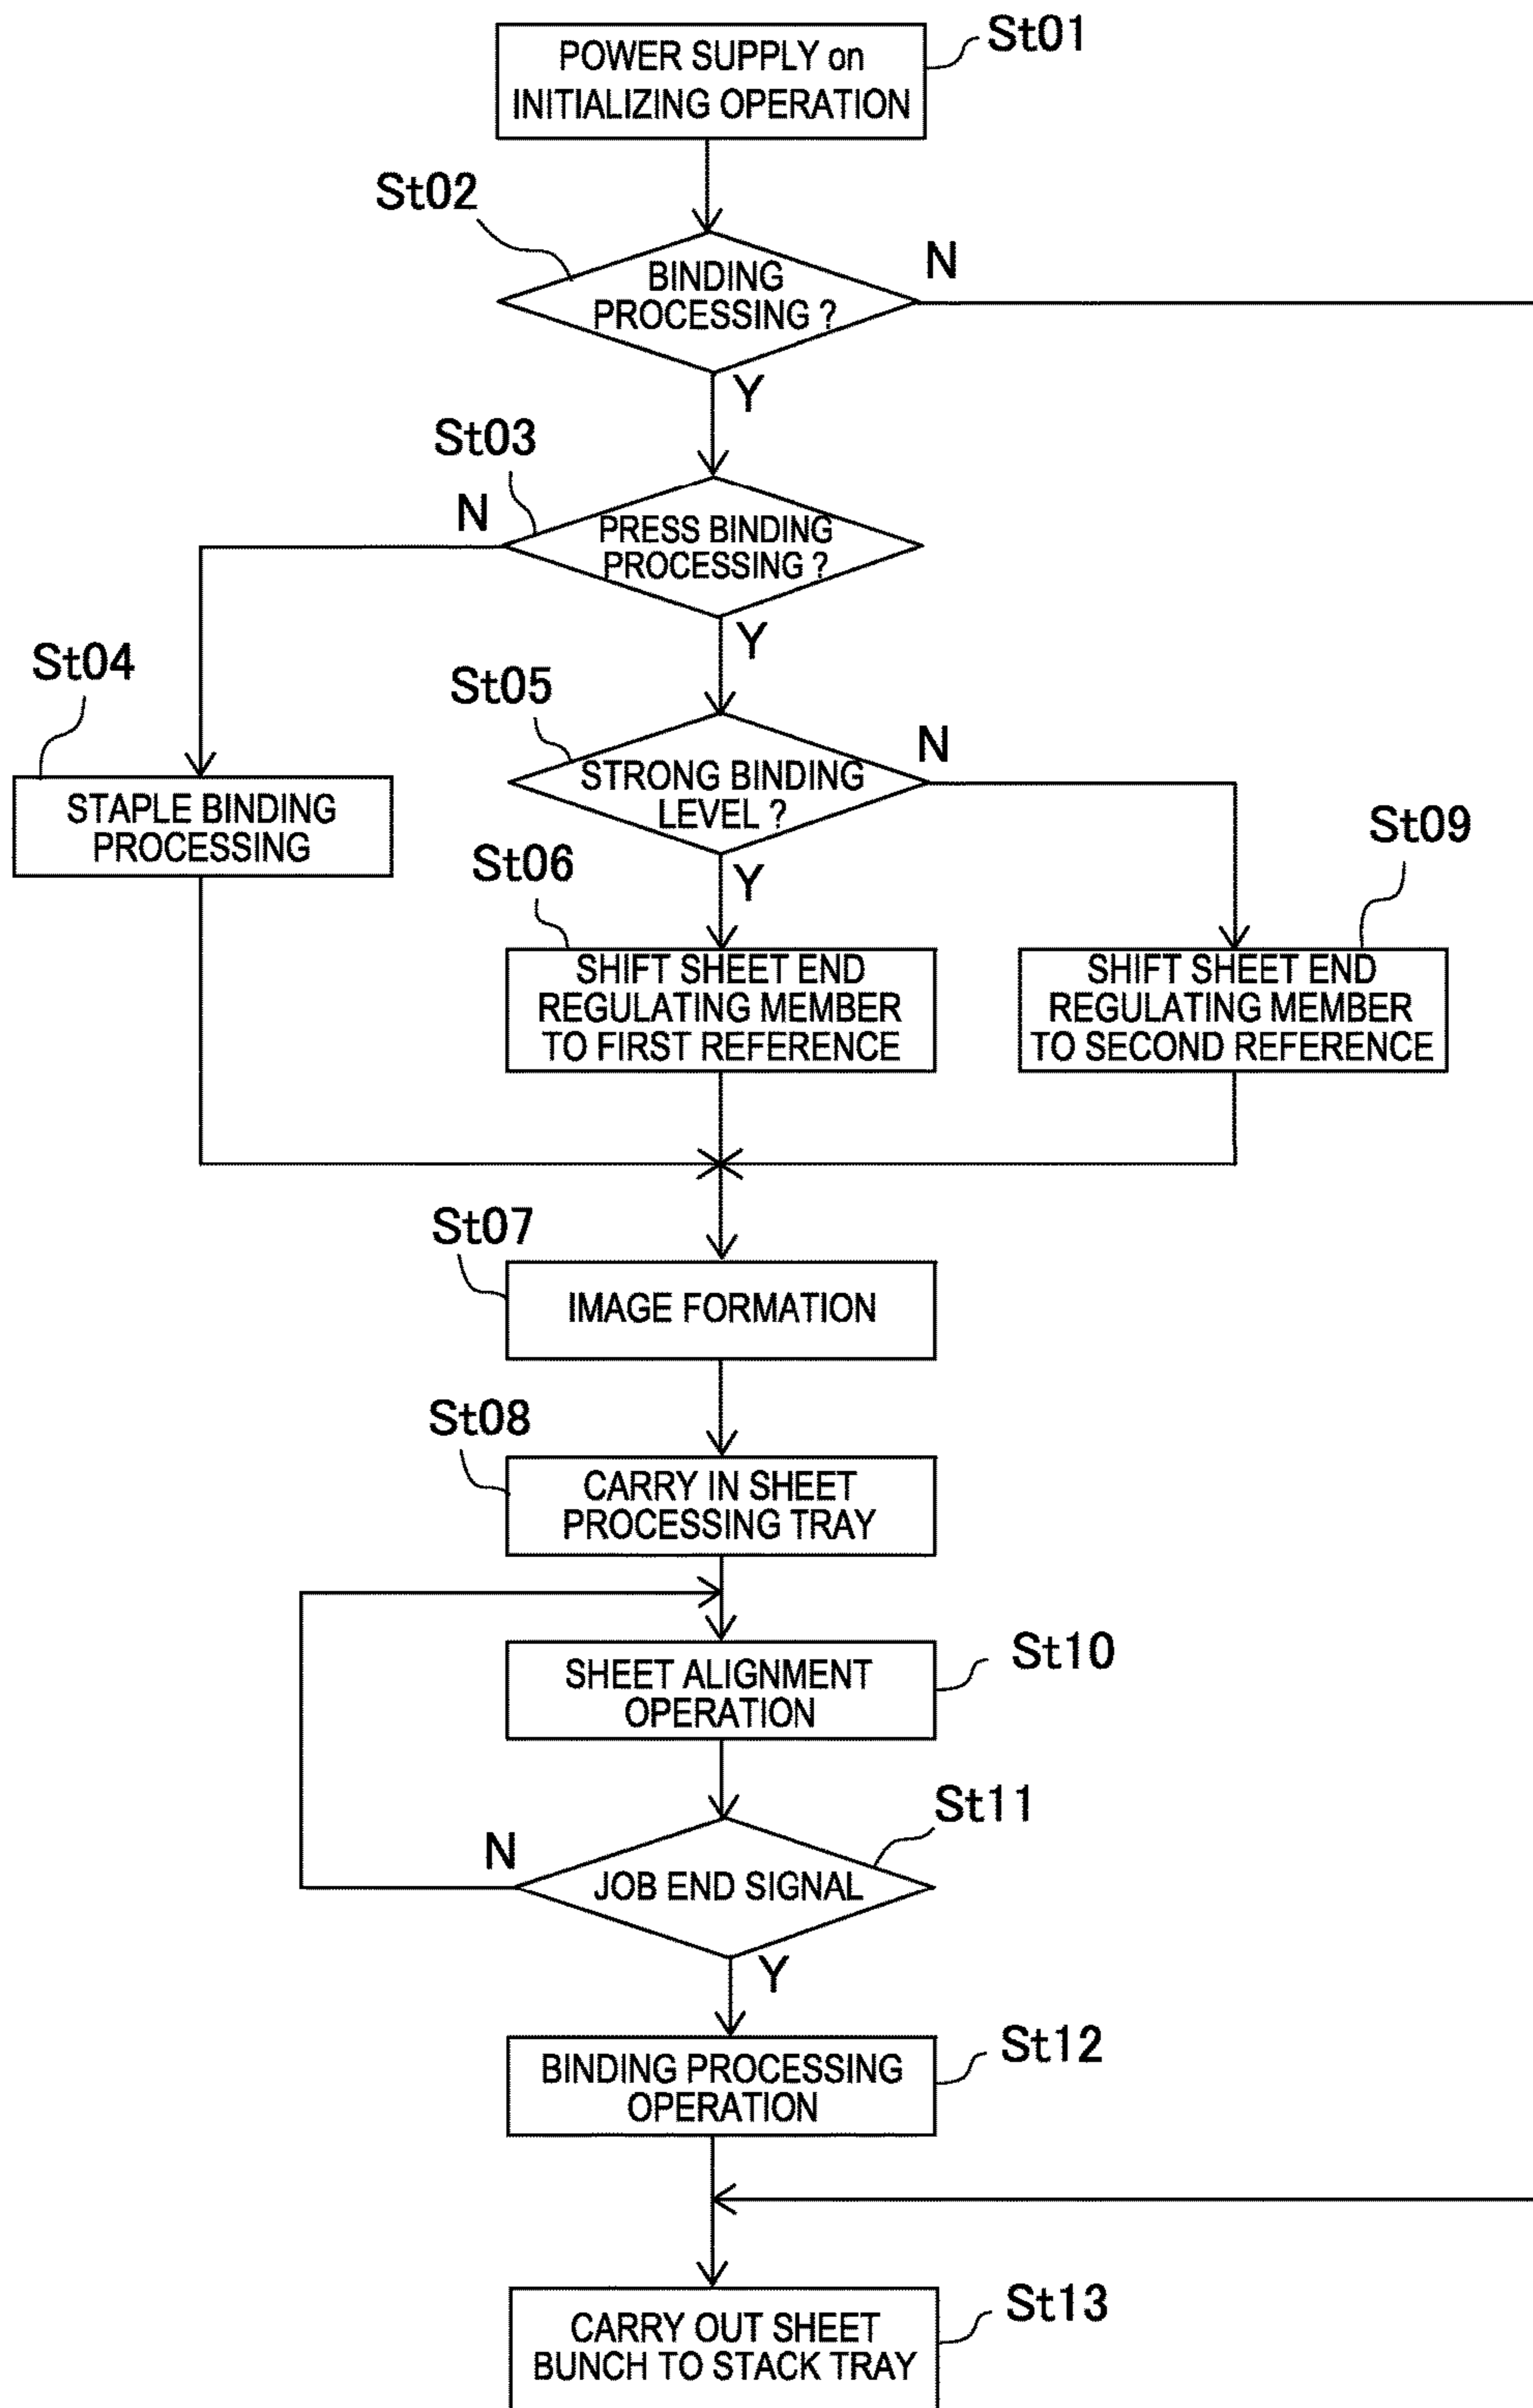 St01
POWER SUPPLY on
INITIALIZING OPERATION
St02
BINDING
PROCESSING ?
N
Y
St03
N
PRESS BINDING
PROCESSING ?
Y
St04
STAPLE BINDING
PROCESSING
St05
STRONG BINDING
LEVEL ?
N
Y
St06
SHIFT SHEET END
REGULATING MEMBER
TO FIRST REFERENCE
St09
SHIFT SHEET END
REGULATING MEMBER
TO SECOND REFERENCE
St07
IMAGE FORMATION
St08
CARRY IN SHEET
PROCESSING TRAY
St10
SHEET ALIGNMENT
OPERATION
St11
N
JOB END SIGNAL
Y
St12
BINDING PROCESSING
OPERATION
St13
CARRY OUT SHEET
BUNCH TO STACK TRAY